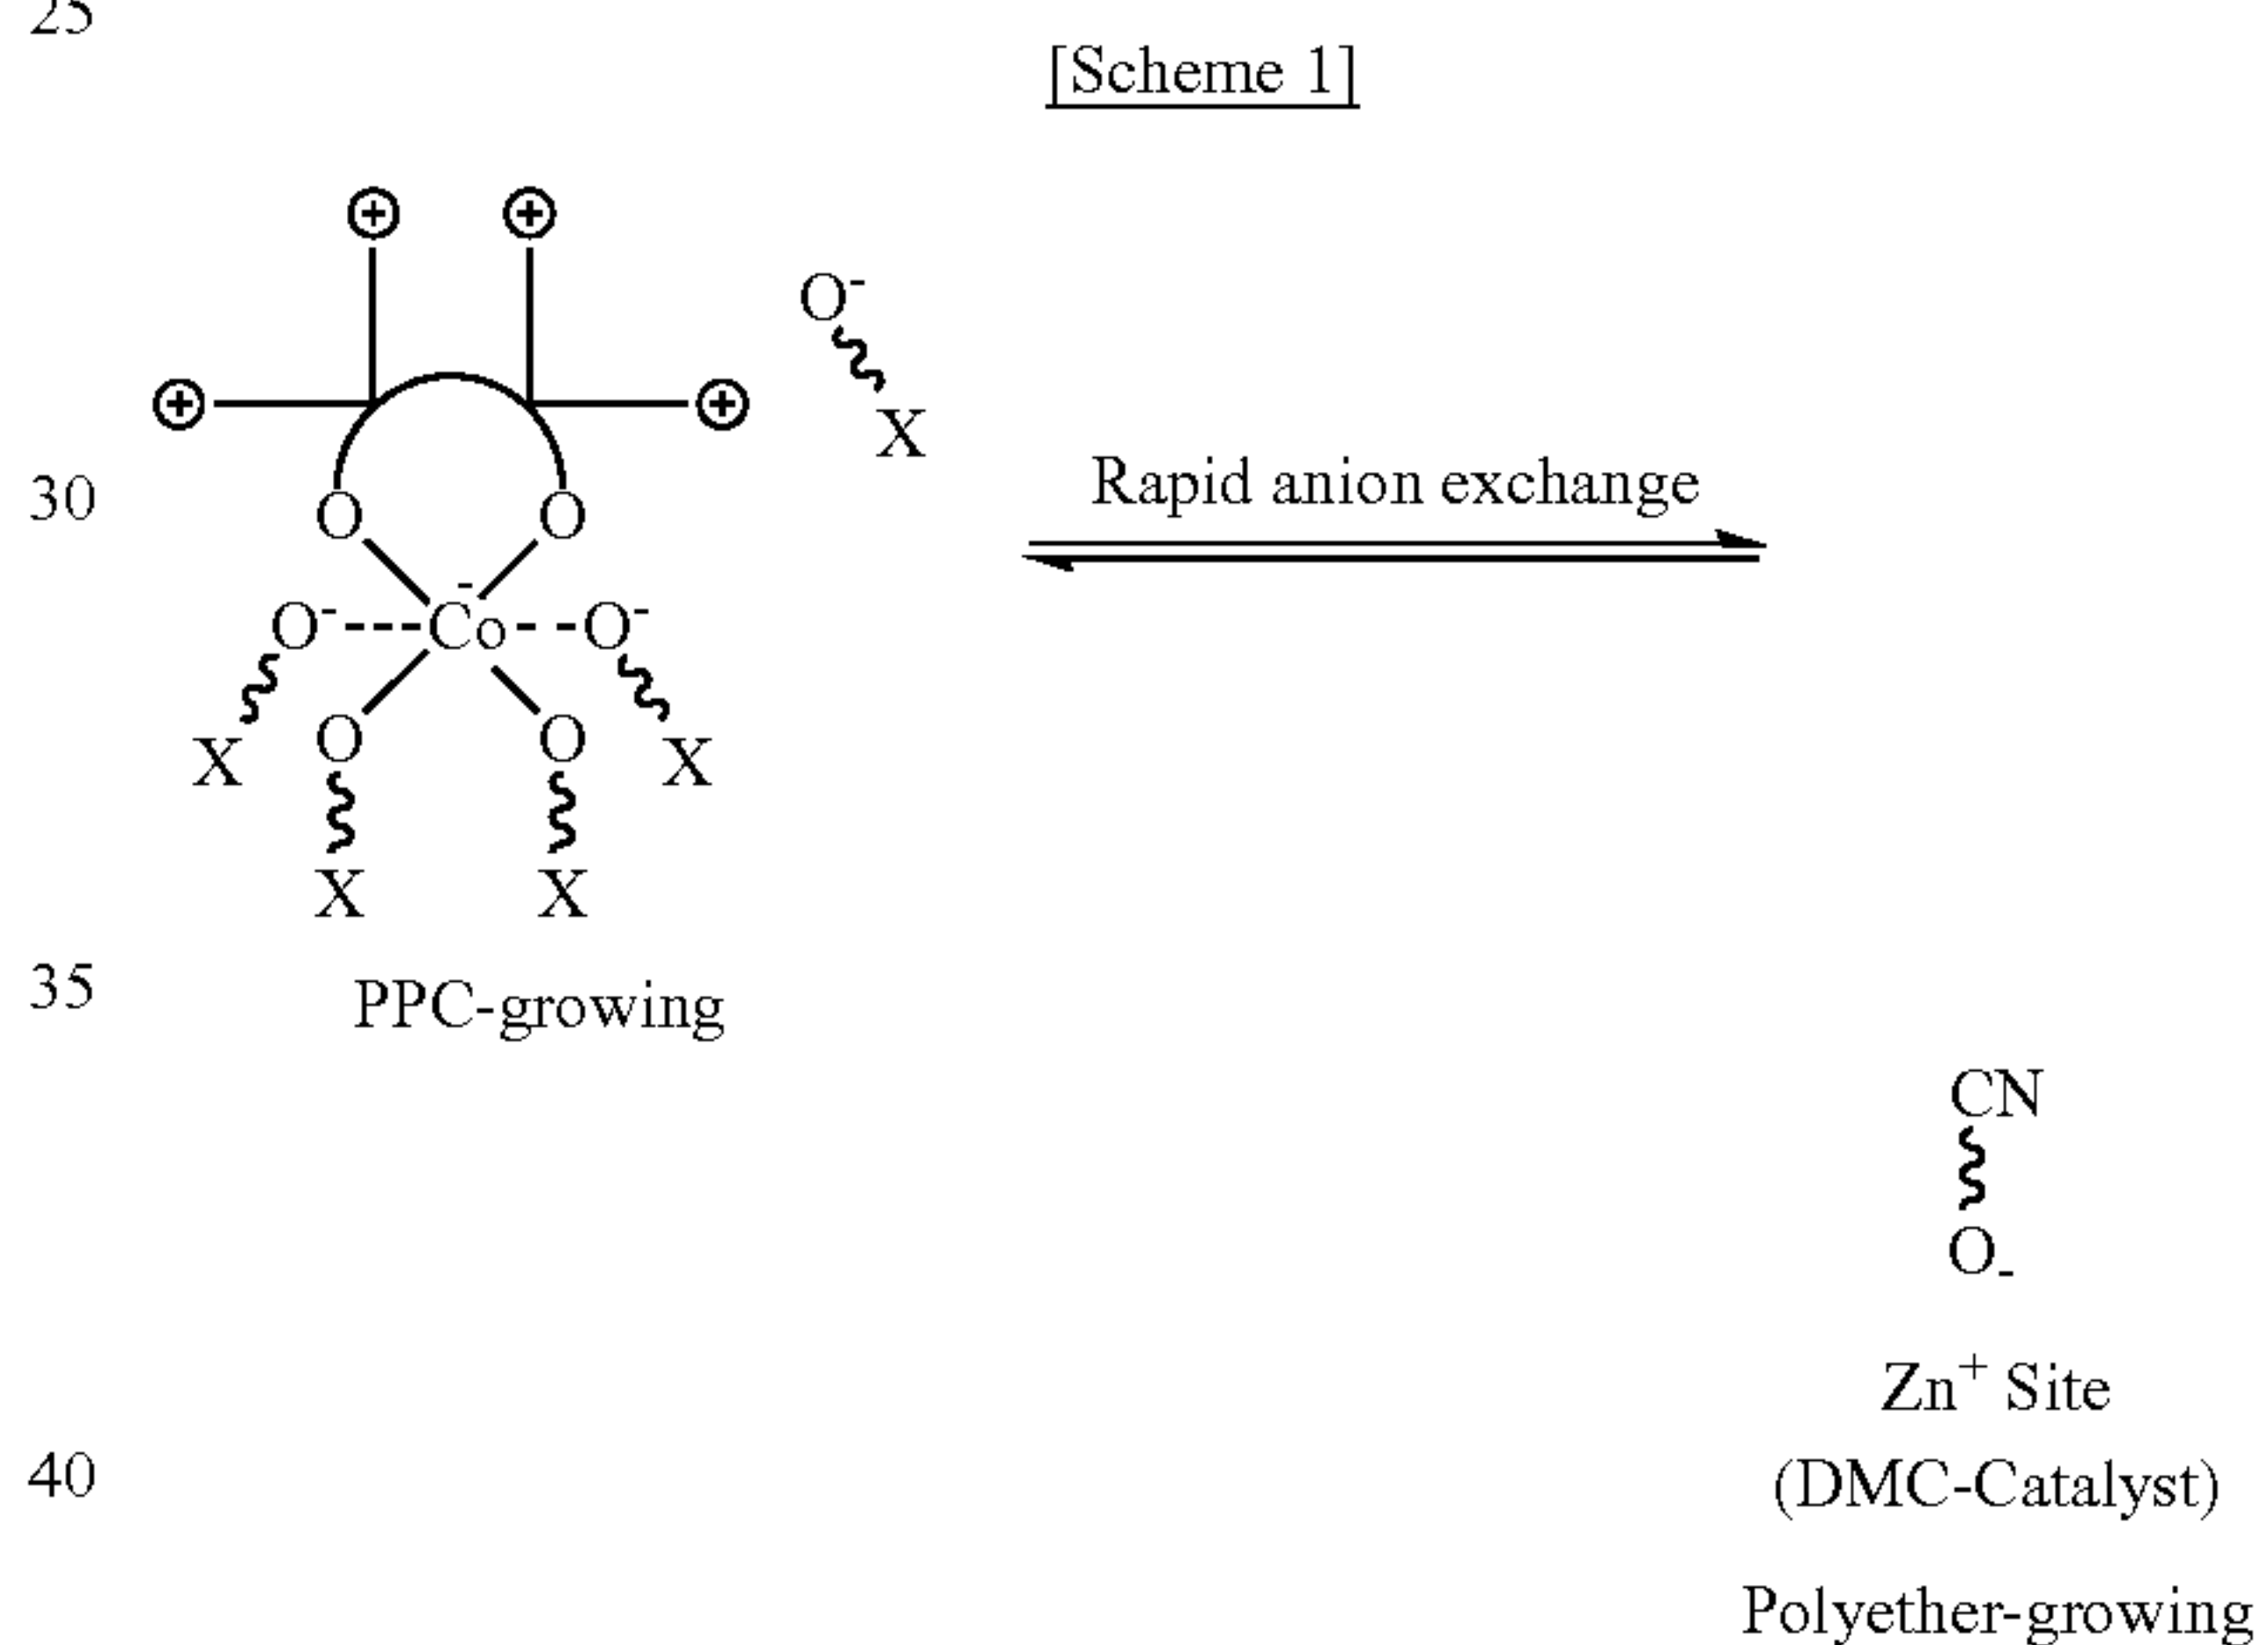 25
[Scheme 1]
⊕ ⊕
O-
⊕ ⊕
X
Rapid anion exchange
30
O O
O- Co- O-
X O O X
X X
35
PPC-growing
CN
O-
Zn+ Site
40
(DMC-Catalyst)
Polyether-growing